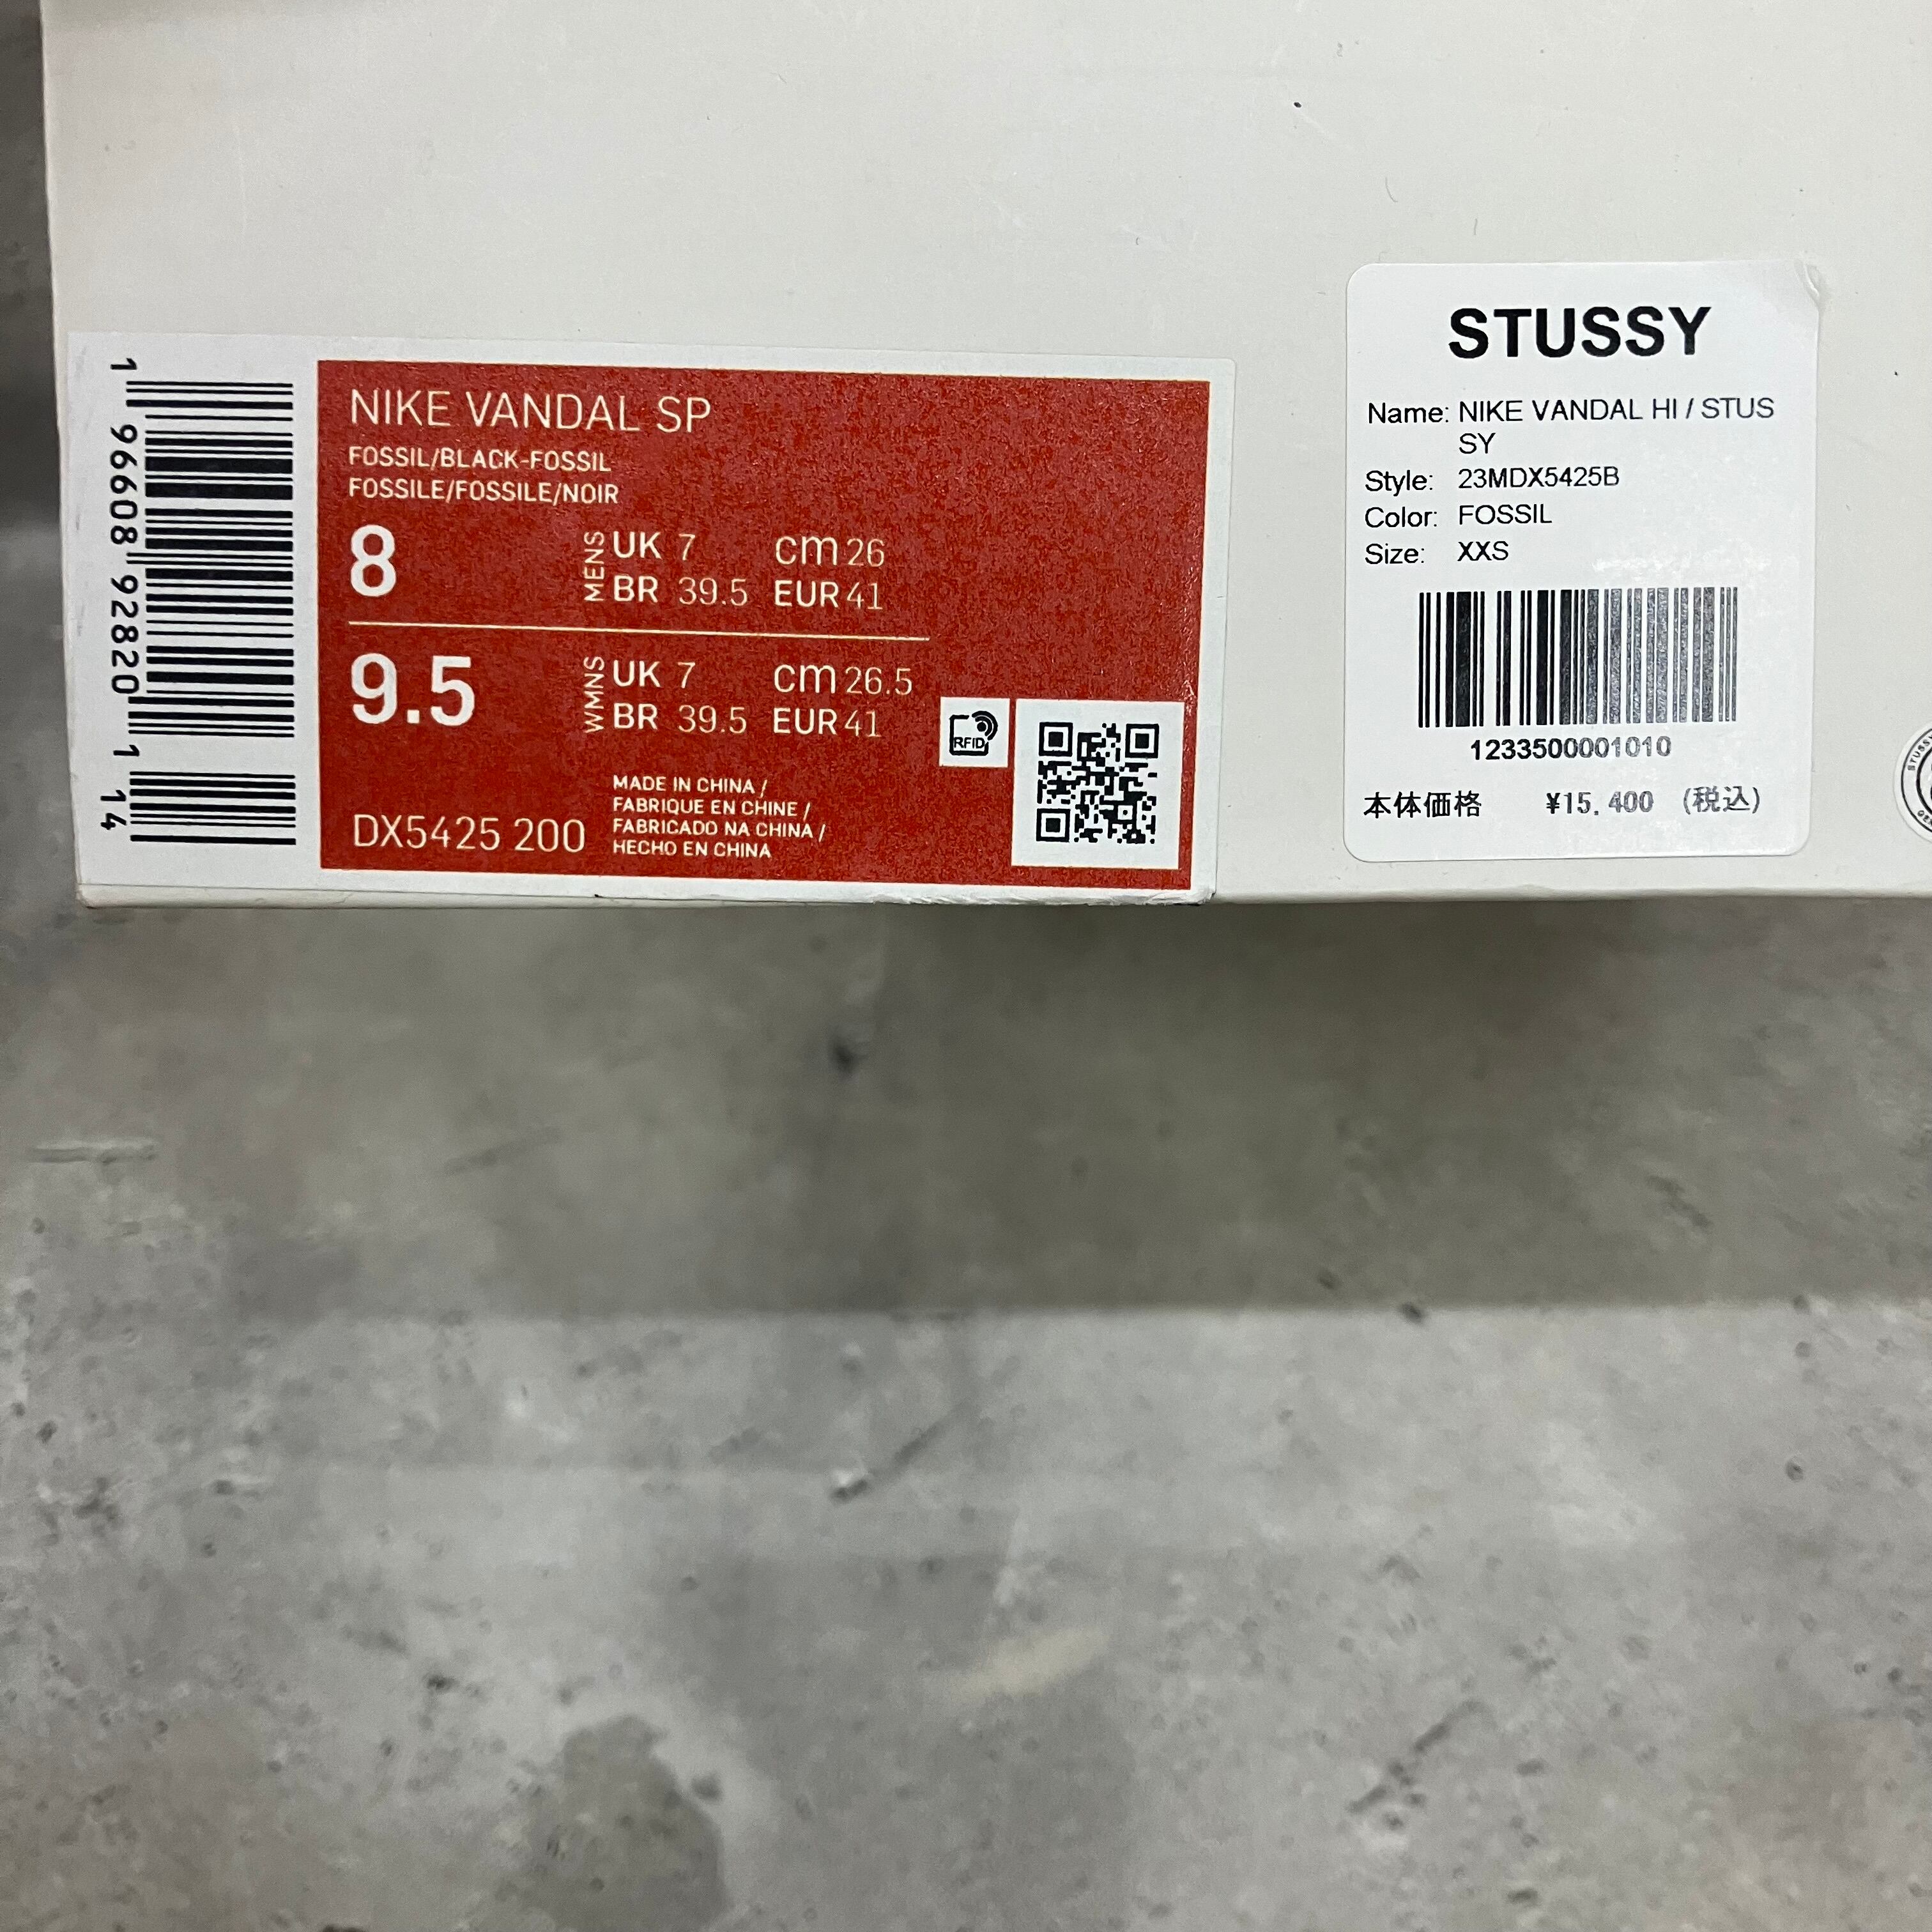 1 96608 92820 1 14
NIKE VANDAL SP
FOSSIL/BLACK-FOSSIL
FOSSILE/FOSSILE/NOIR
8 MENS UK 7 cm 26
BR 39.5 EUR 41
9.5 WMNS UK 7 cm 26.5
BR 39.5 EUR 41
RFID
DX5425 200
MADE IN CHINA /
FABRIQUE EN CHINE /
FABRICADO NA CHINA /
HECHO EN CHINA
STUSSY
Name: NIKE VANDAL HI / STUS
SY
Style: 23MDX5425B
Color: FOSSIL
Size: XXS
1233500001010
本体価格 ¥15,400 (税込)